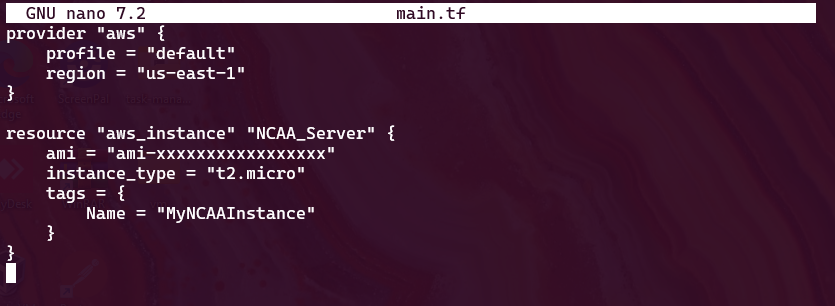 GNU nano 7.2 main.tf
provider "aws" {
    profile = "default"
    region = "us-east-1"
}

resource "aws_instance" "NCAA_Server" {
    ami = "ami-xxxxxxxxxxxxxxxxx"
    instance_type = "t2.micro"
    tags = {
        Name = "MyNCAAInstance"
    }
}